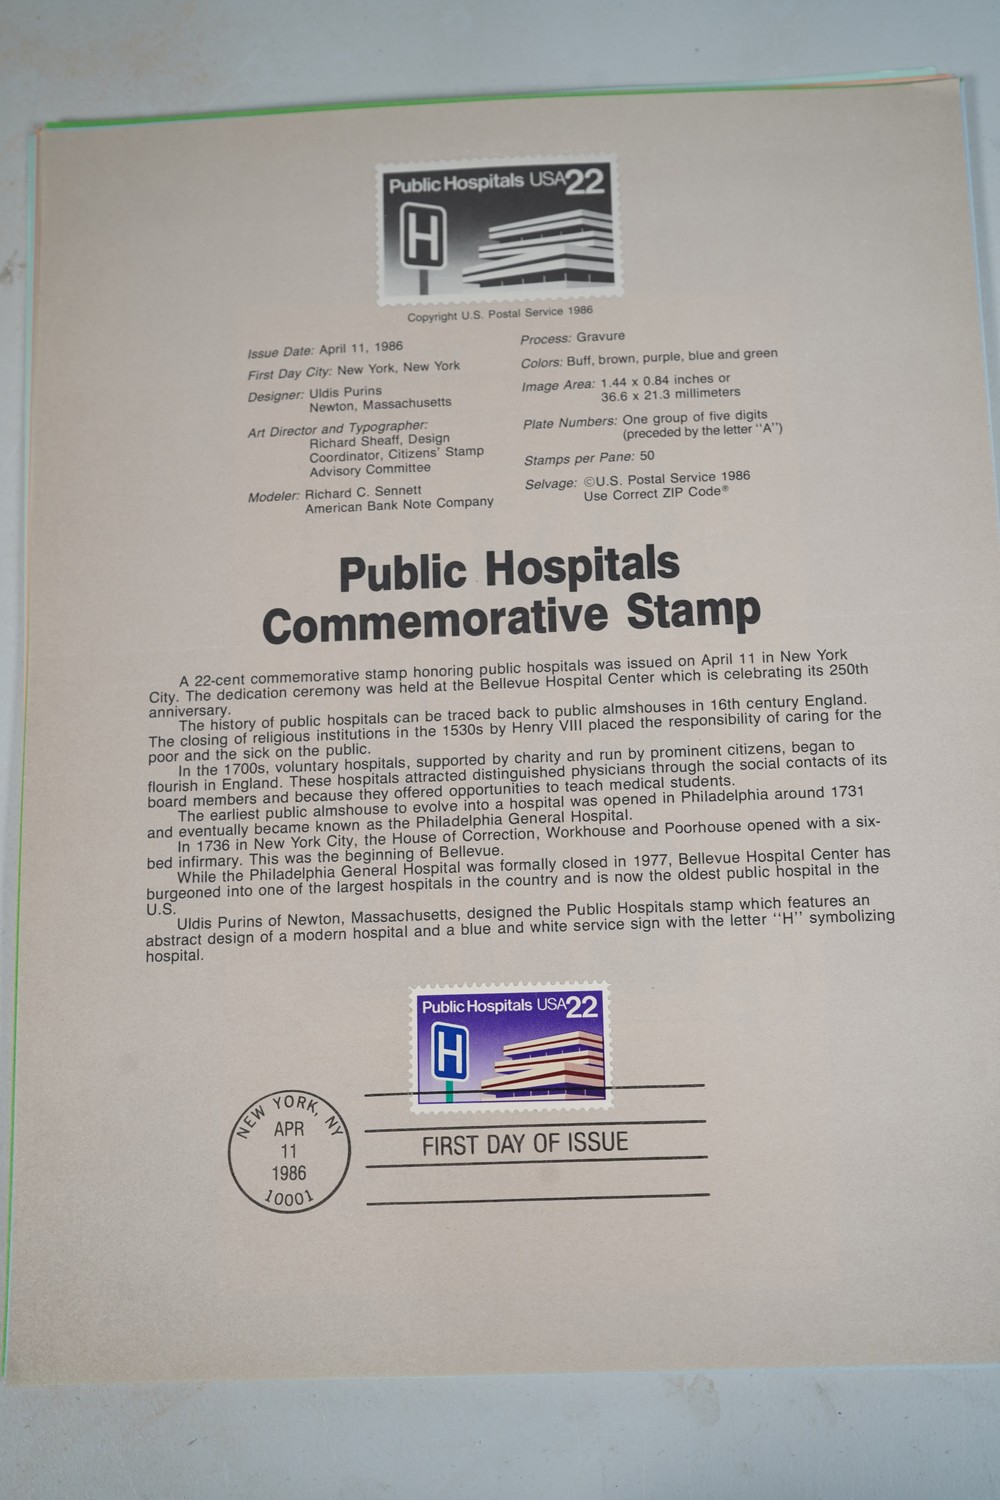 Public Hospitals USA 22
H
Copyright U.S. Postal Service 1986
Issue Date: April 11, 1986
First Day City: New York, New York
Designer: Uldis Purins
Newton, Massachusetts
Art Director and Typographer:
Richard Sheaff, Design
Coordinator, Citizens' Stamp
Advisory Committee
Modeler: Richard C. Sennett
American Bank Note Company
Process: Gravure
Colors: Buff, brown, purple, blue and green
Image Area: 1.44 x 0.84 inches or
36.6 x 21.3 millimeters
Plate Numbers: One group of five digits
(preceded by the letter "A")
Stamps per Pane: 50
Selvage: ©U.S. Postal Service 1986
Use Correct ZIP Code®
Public Hospitals
Commemorative Stamp
A 22-cent commemorative stamp honoring public hospitals was issued on April 11 in New York
City. The dedication ceremony was held at the Bellevue Hospital Center which is celebrating its 250th
anniversary.
The history of public hospitals can be traced back to public almshouses in 16th century England.
The closing of religious institutions in the 1530s by Henry VIII placed the responsibility of caring for the
poor and the sick on the public.
In the 1700s, voluntary hospitals, supported by charity and run by prominent citizens, began to
flourish in England. These hospitals attracted distinguished physicians through the social contacts of its
board members and because they offered opportunities to teach medical students.
The earliest public almshouse to evolve into a hospital was opened in Philadelphia around 1731
and eventually became known as the Philadelphia General Hospital.
In 1736 in New York City, the House of Correction, Workhouse and Poorhouse opened with a six-
bed infirmary. This was the beginning of Bellevue.
While the Philadelphia General Hospital was formally closed in 1977, Bellevue Hospital Center has
burgeoned into one of the largest hospitals in the country and is now the oldest public hospital in the
U.S.
Uldis Purins of Newton, Massachusetts, designed the Public Hospitals stamp which features an
abstract design of a modern hospital and a blue and white service sign with the letter "H" symbolizing
hospital.
Public Hospitals USA 22
H
NEW YORK, NY
APR
11
1986
10001
FIRST DAY OF ISSUE